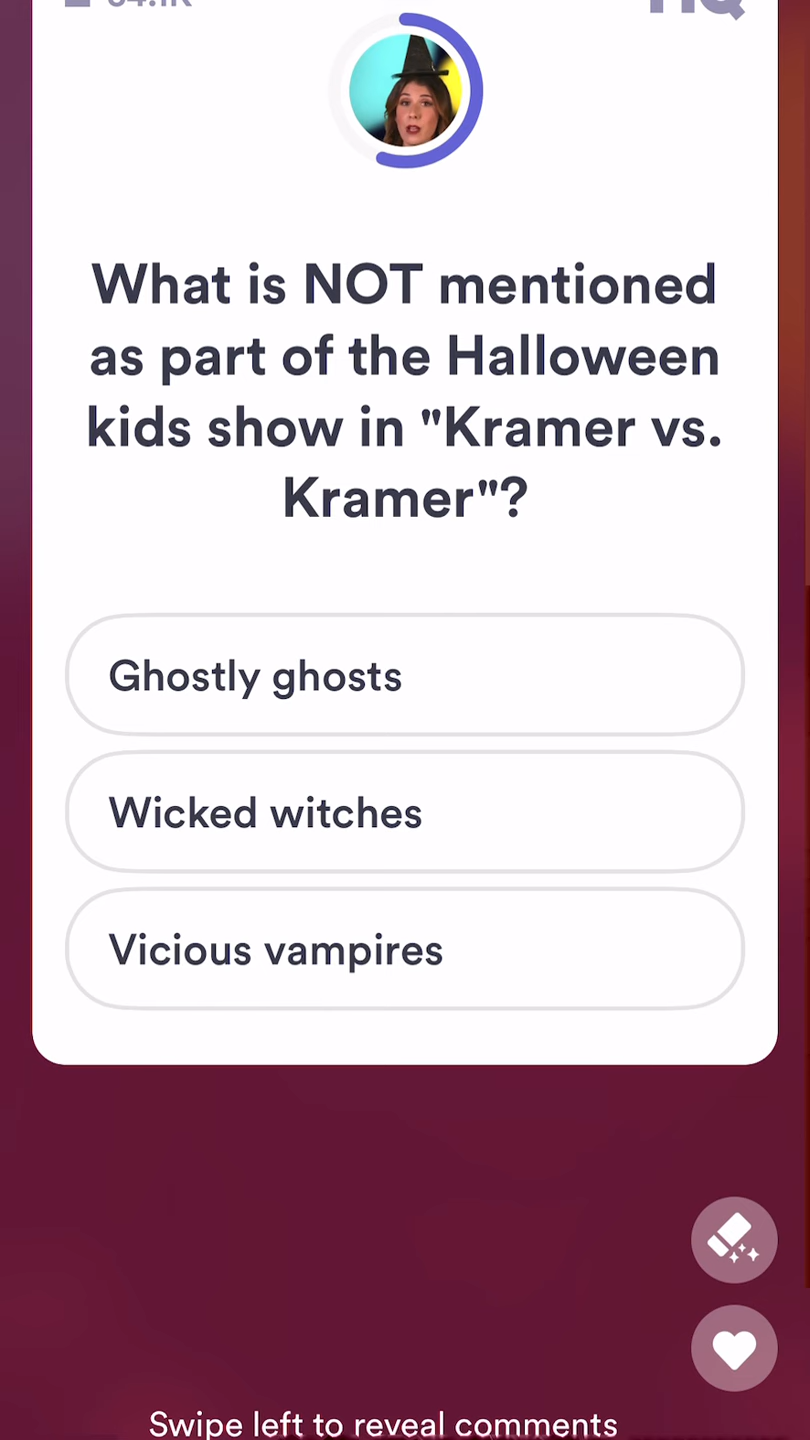 What is NOT mentioned
as part of the Halloween
kids show in "Kramer vs.
Kramer"?
Ghostly ghosts
Wicked witches
Vicious vampires
Swipe left to reveal comments